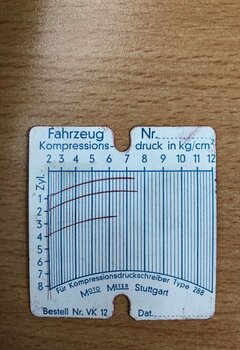 Fahrzeug Nr.
Kompressions- druck in kg/cm²
2 3 4 5 6 7 8 9 10 11 12
Zyl.
1
2
3
4
5
6
7
8
Für Kompressionsdruckschreiber Type 288
MOTO METER Stuttgart
Bestell Nr. VK 12 Dat.